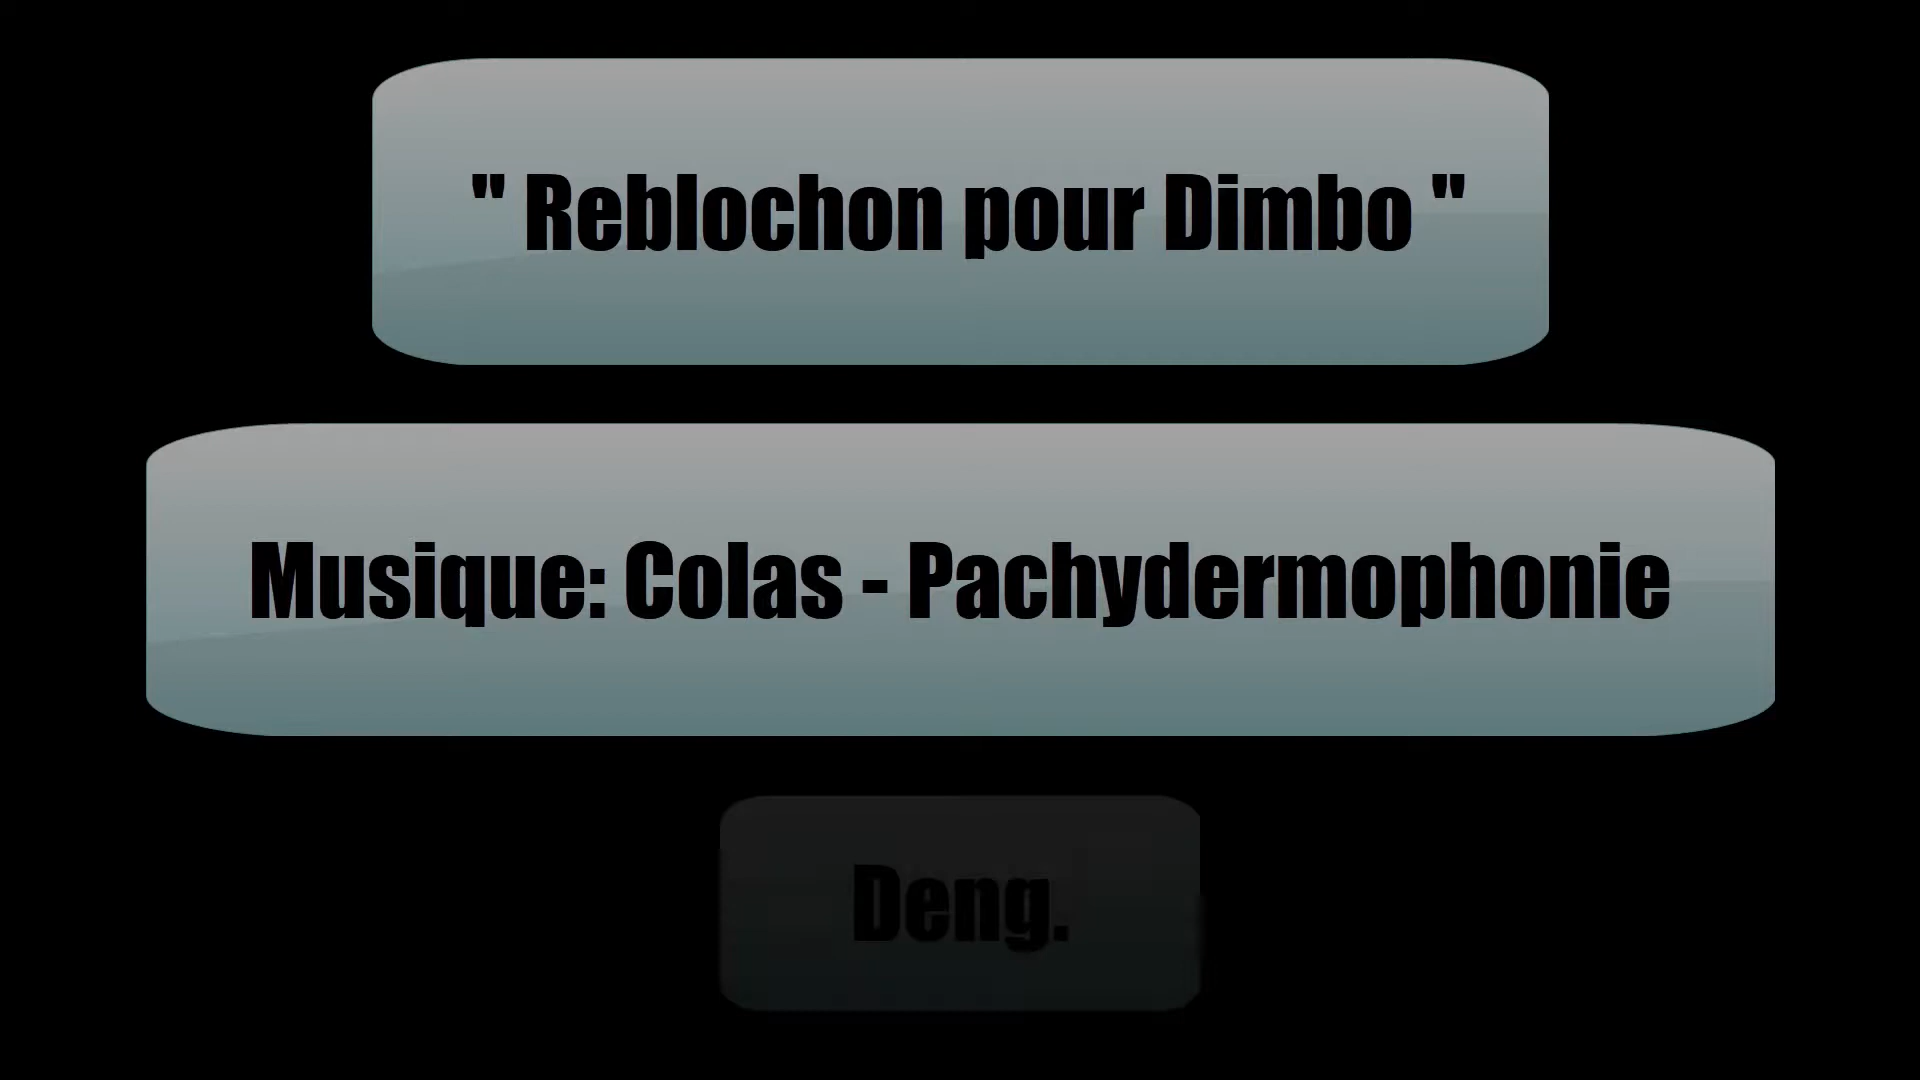 " Reblochon pour Dimbo "
Musique: Colas - Pachydermophonie
Deng.